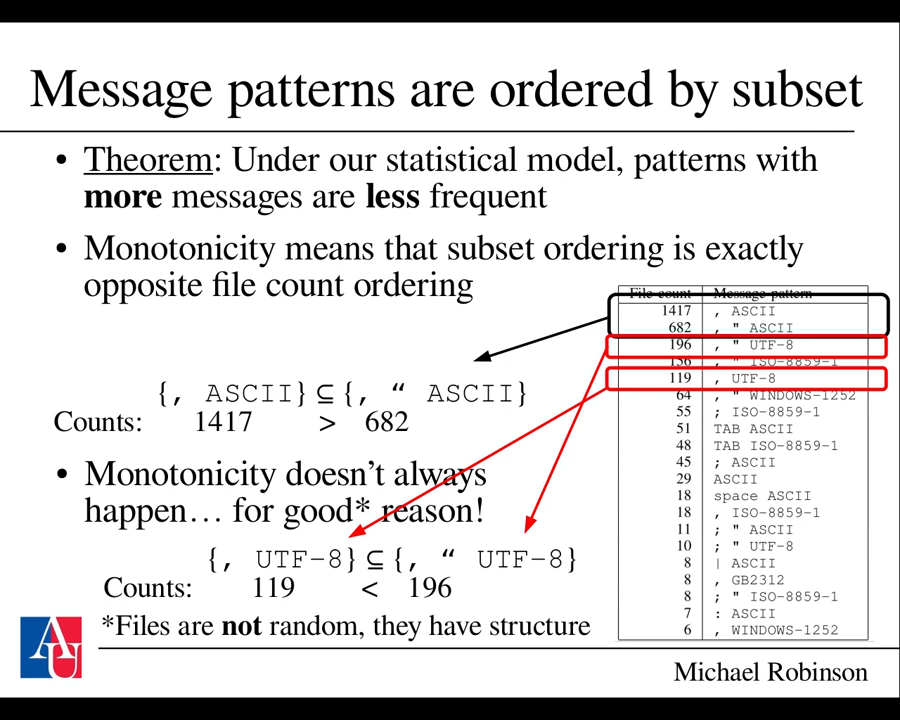 Message patterns are ordered by subset
• Theorem: Under our statistical model, patterns with
more messages are less frequent
• Monotonicity means that subset ordering is exactly
opposite file count ordering
{, ASCII} ⊆ {, “ ASCII}
Counts: 1417 > 682
• Monotonicity doesn’t always
happen… for good* reason!
{, UTF-8} ⊆ {, “ UTF-8}
Counts: 119 < 196
*Files are not random, they have structure
File count Message pattern
1417 , ASCII
682 , " ASCII
196 , " UTF-8
156 , " ISO-8859-1
119 , UTF-8
64 , " WINDOWS-1252
55 ; ISO-8859-1
51 TAB ASCII
48 TAB ISO-8859-1
45 ; ASCII
29 ASCII
18 space ASCII
18 , ISO-8859-1
11 ; " ASCII
10 ; " UTF-8
8 | ASCII
8 , GB2312
8 ; " ISO-8859-1
7 : ASCII
6 , WINDOWS-1252
AU
Michael Robinson